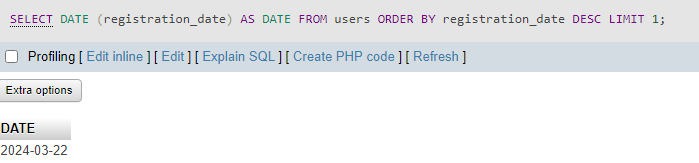 SELECT DATE (registration_date) AS DATE FROM users ORDER BY registration_date DESC LIMIT 1;
Profiling [ Edit inline ] [ Edit ] [ Explain SQL ] [ Create PHP code ] [ Refresh ]
Extra options
DATE
2024-03-22